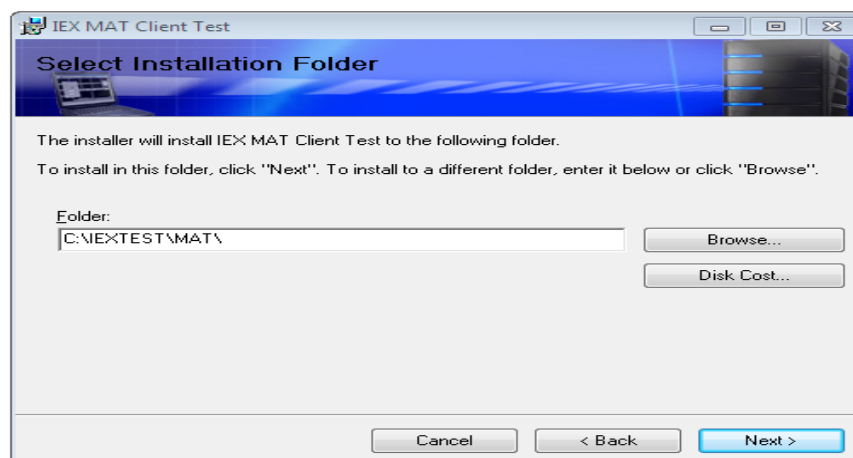 IEX MAT Client Test
Select Installation Folder
The installer will install IEX MAT Client Test to the following folder.
To install in this folder, click "Next". To install to a different folder, enter it below or click "Browse".
Folder:
C:\IEXTEST\MAT\
Browse...
Disk Cost...
Cancel
< Back
Next >